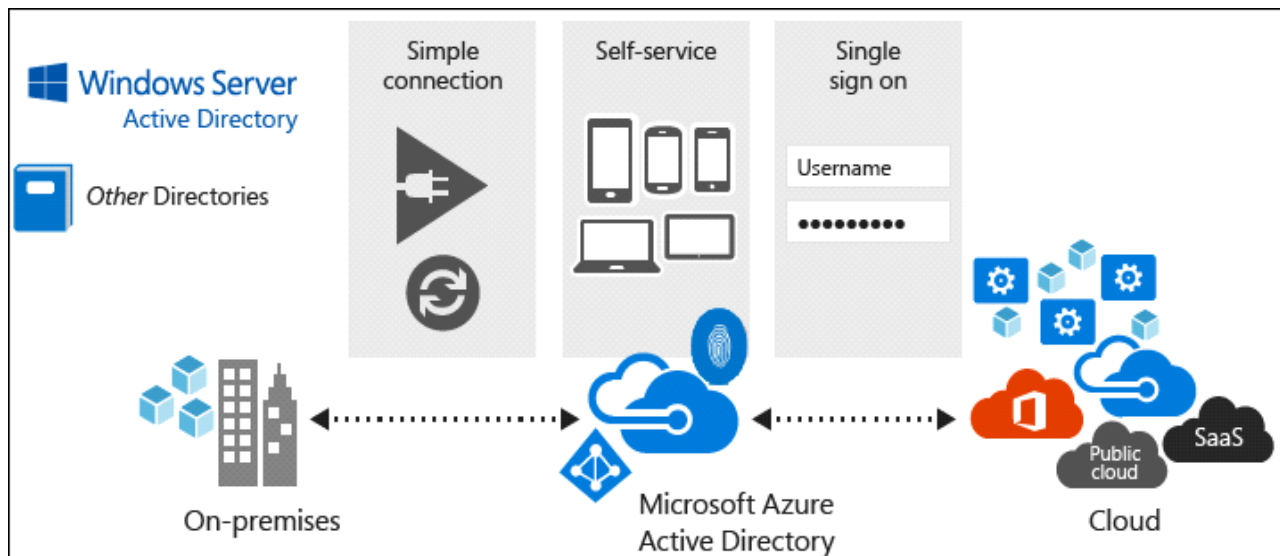 Windows Server
Active Directory
Other Directories
Simple
connection
Self-service
Single
sign on
Username
●●●●●●●●●
On-premises
Microsoft Azure
Active Directory
Public
cloud
SaaS
Cloud